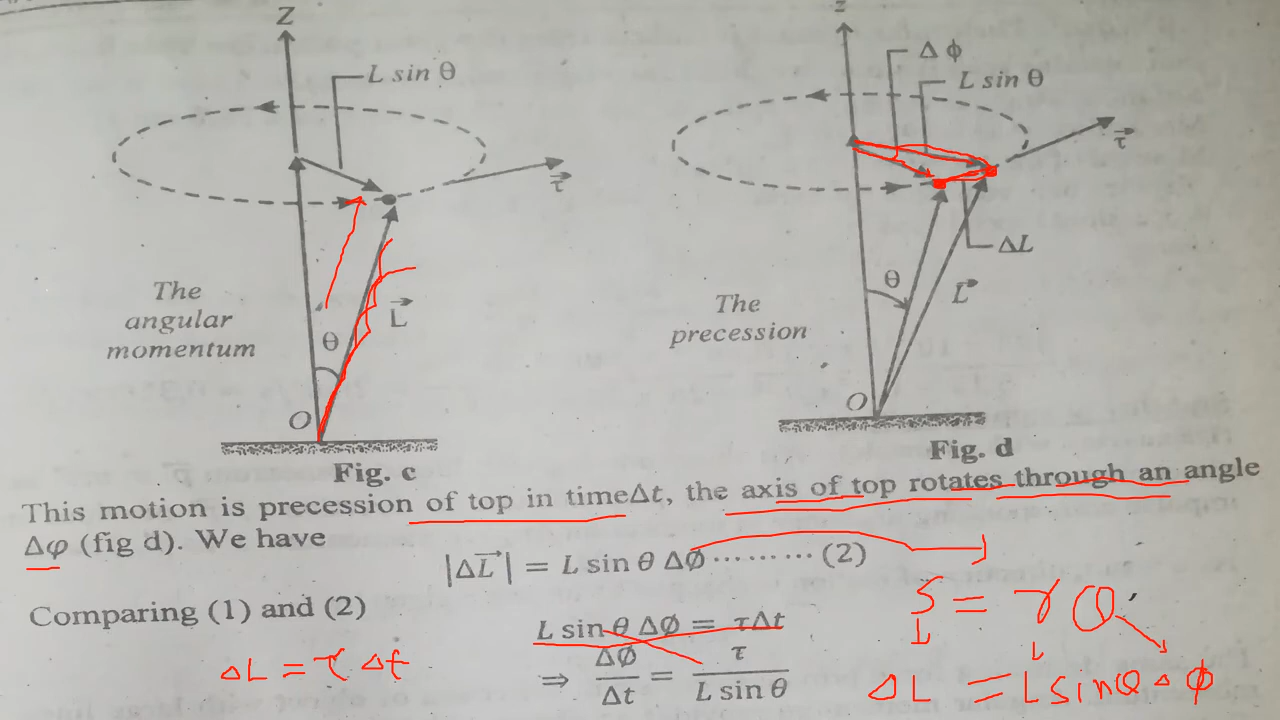 Z
L sin θ
τ⃗
The
angular
momentum
L⃗
θ
O
Fig. c
z
Δ ϕ
L sin θ
τ⃗
ΔL
θ
L⃗
The
precession
O
Fig. d
This motion is precession of top in timeΔt, the axis of top rotates through an angle
Δφ (fig d). We have
|ΔL⃗| = L sin θ ΔØ ......... (2)
Comparing (1) and (2)
L sin θ ΔØ = τΔt
⇒ ΔØ/Δt = τ/(L sin θ)
ΔL = τ Δt
S = r θ
ΔL = L sinθ Δ ϕ